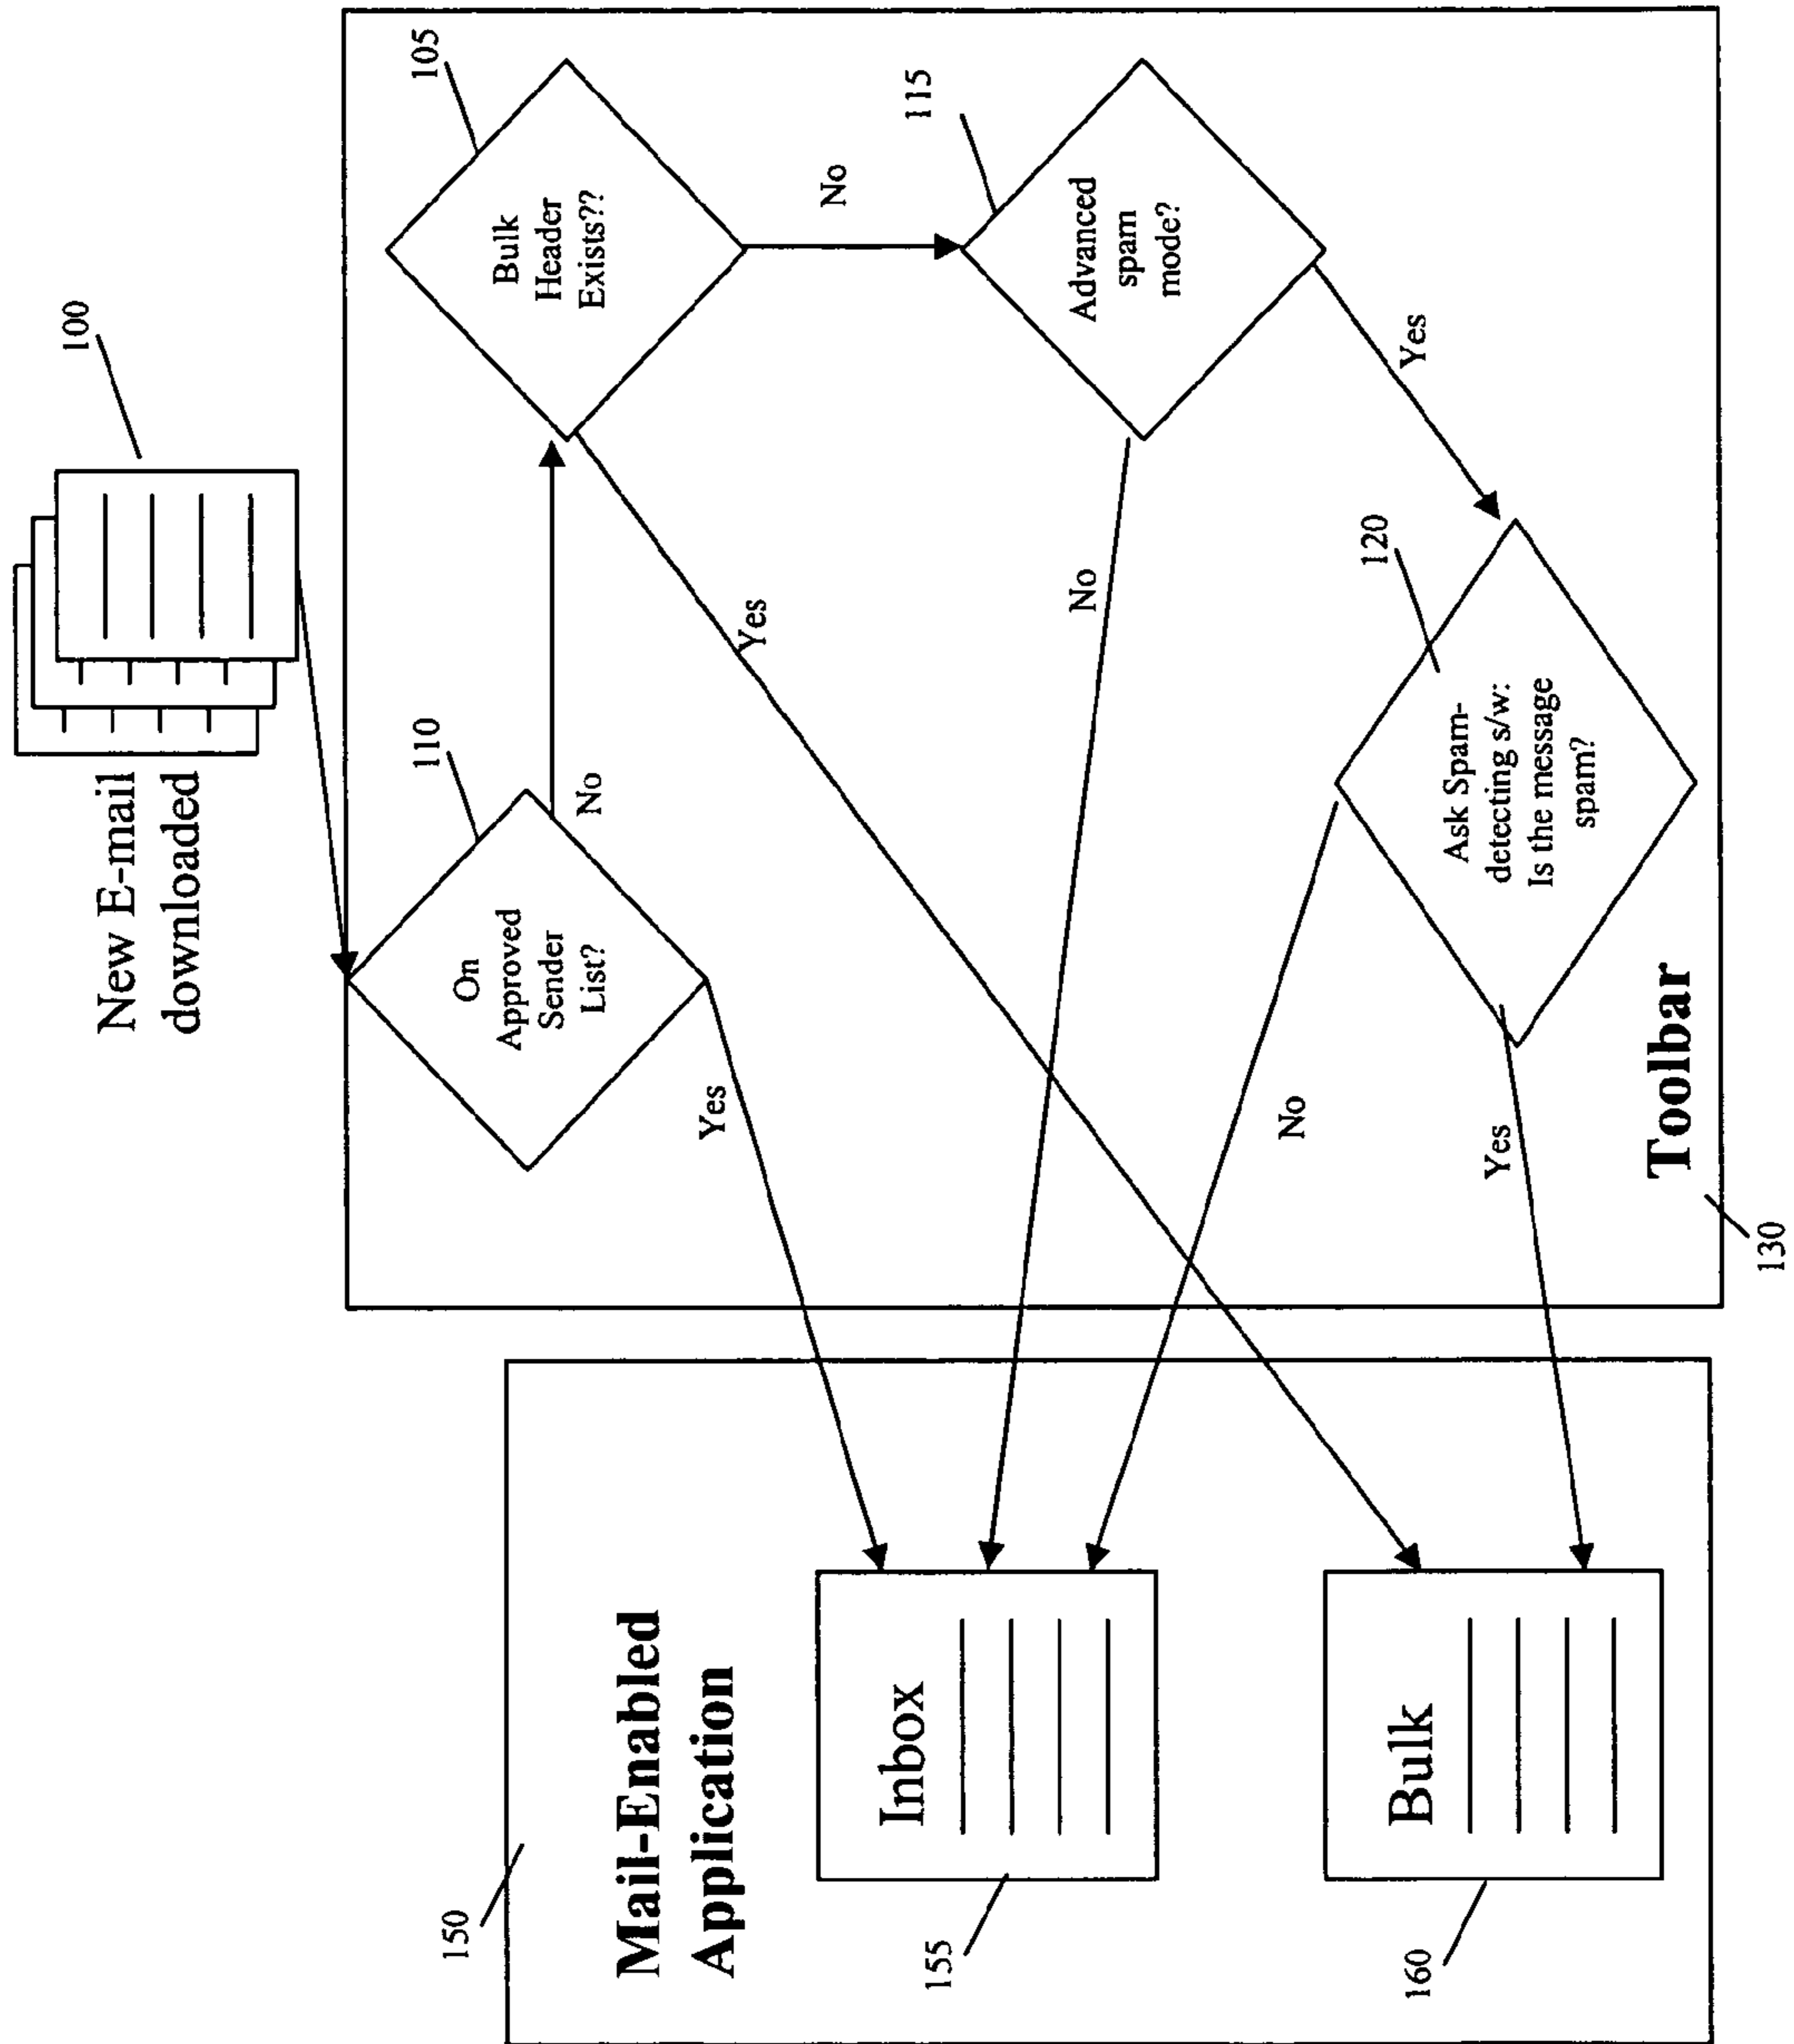 New E-mail
downloaded
100
110
On
Approved
Sender
List?
No
Yes
105
Bulk
Header
Exists??
No
Yes
115
Advanced
spam
mode?
No
Yes
120
Ask Spam-
detecting s/w:
Is the message
spam?
No
Yes
Toolbar
130
150
Mail-Enabled
Application
Inbox
155
Bulk
160